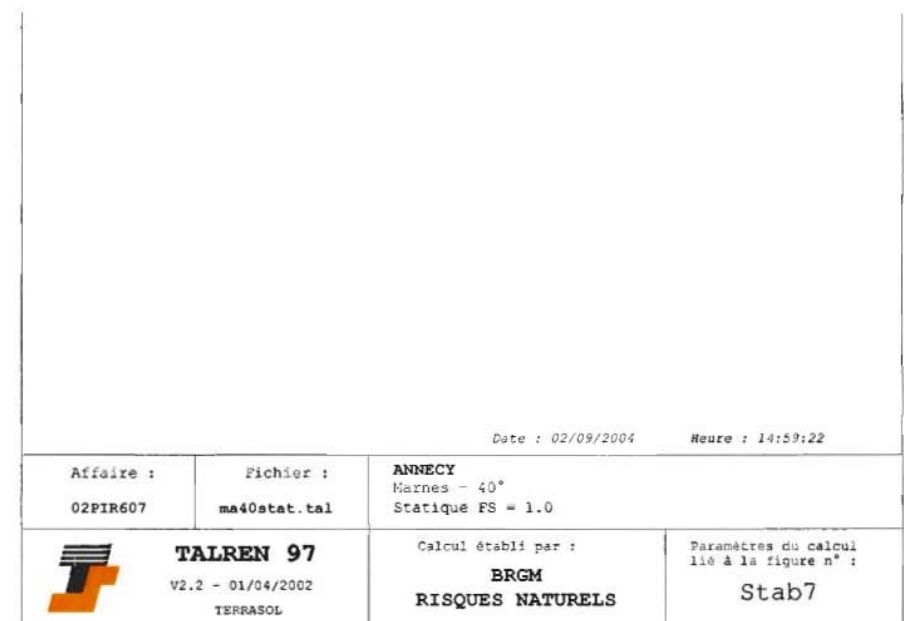 Date : 02/09/2004 Heure : 14:59:22
Affaire :
02PIR607
Fichier :
ma40stat.tal
ANNECY
Marnes - 40°
Statique FS = 1.0
TALREN 97
V2.2 - 01/04/2002
TERRASOL
Calcul établi par :
BRGM
RISQUES NATURELS
Paramètres du calcul
lié à la figure n° :
Stab7